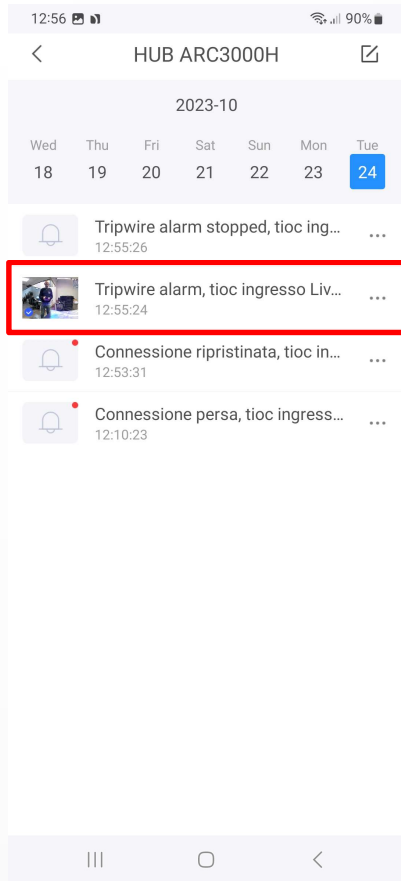 12:56 90%
HUB ARC3000H
2023-10
Wed Thu Fri Sat Sun Mon Tue
18 19 20 21 22 23 24
Tripwire alarm stopped, tioc ing...
12:55:26
Tripwire alarm, tioc ingresso Liv...
12:55:24
Connessione ripristinata, tioc in...
12:53:31
Connessione persa, tioc ingress...
12:10:23